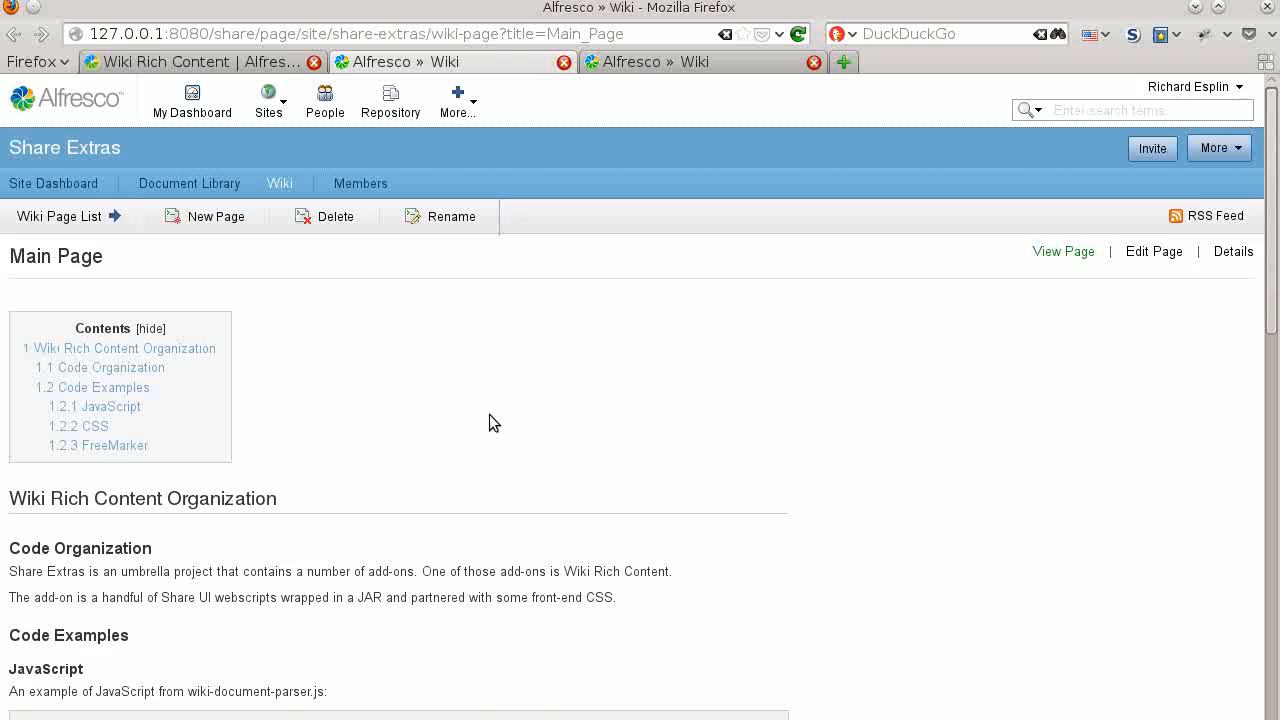 Alfresco » Wiki - Mozilla Firefox
127.0.0.1:8080/share/page/site/share-extras/wiki-page?title=Main_Page
DuckDuckGo
Firefox
Wiki Rich Content | Alfres...
Alfresco » Wiki
Alfresco » Wiki
Alfresco™
My Dashboard
Sites
People
Repository
More...
Richard Esplin
Enter search terms.
Share Extras
Invite
More
Site Dashboard
Document Library
Wiki
Members
Wiki Page List
New Page
Delete
Rename
RSS Feed
Main Page
View Page | Edit Page | Details
Contents [hide]
1 Wiki Rich Content Organization
1.1 Code Organization
1.2 Code Examples
1.2.1 JavaScript
1.2.2 CSS
1.2.3 FreeMarker
Wiki Rich Content Organization
Code Organization
Share Extras is an umbrella project that contains a number of add-ons. One of those add-ons is Wiki Rich Content.
The add-on is a handful of Share UI webscripts wrapped in a JAR and partnered with some front-end CSS.
Code Examples
JavaScript
An example of JavaScript from wiki-document-parser.js: